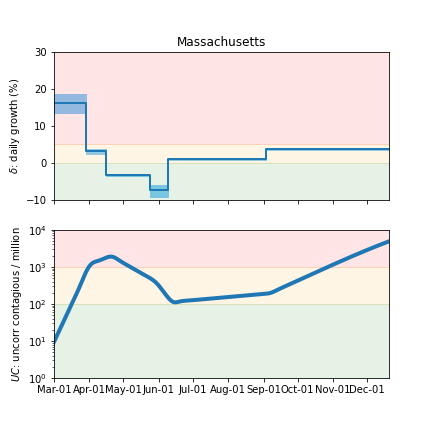 Massachusetts
δ: daily growth (%)
30
20
10
0
−10
UC: uncorr contagious / million
10⁴
10³
10²
10¹
10⁰
Mar-01 Apr-01 May-01 Jun-01 Jul-01 Aug-01 Sep-01 Oct-01 Nov-01 Dec-01